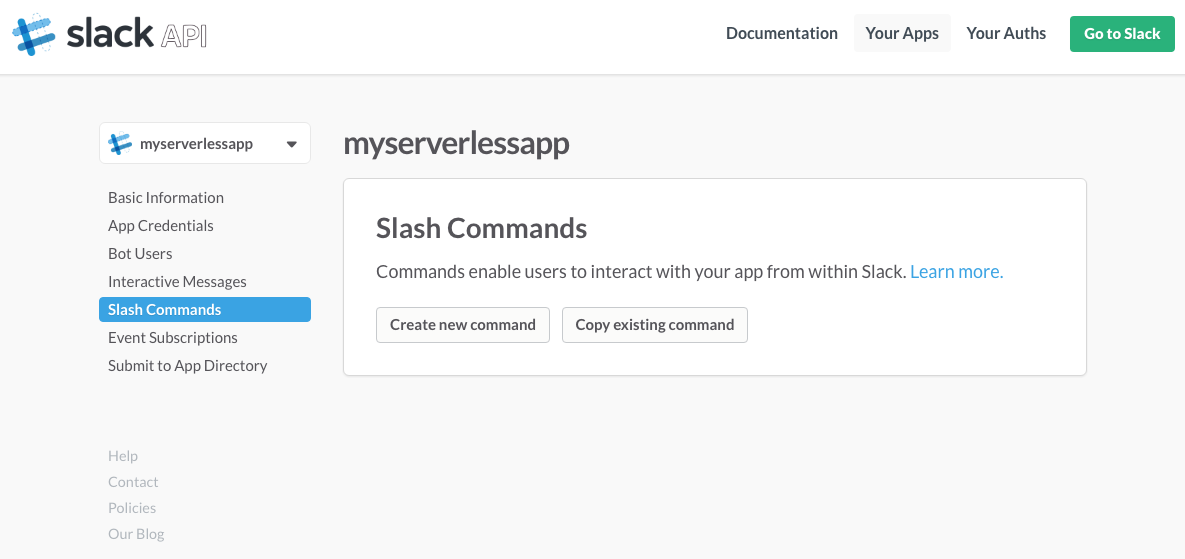 slack API
Documentation Your Apps Your Auths Go to Slack
myserverlessapp
Basic Information
App Credentials
Bot Users
Interactive Messages
Slash Commands
Event Subscriptions
Submit to App Directory
Help
Contact
Policies
Our Blog
myserverlessapp
Slash Commands
Commands enable users to interact with your app from within Slack. Learn more.
Create new command Copy existing command